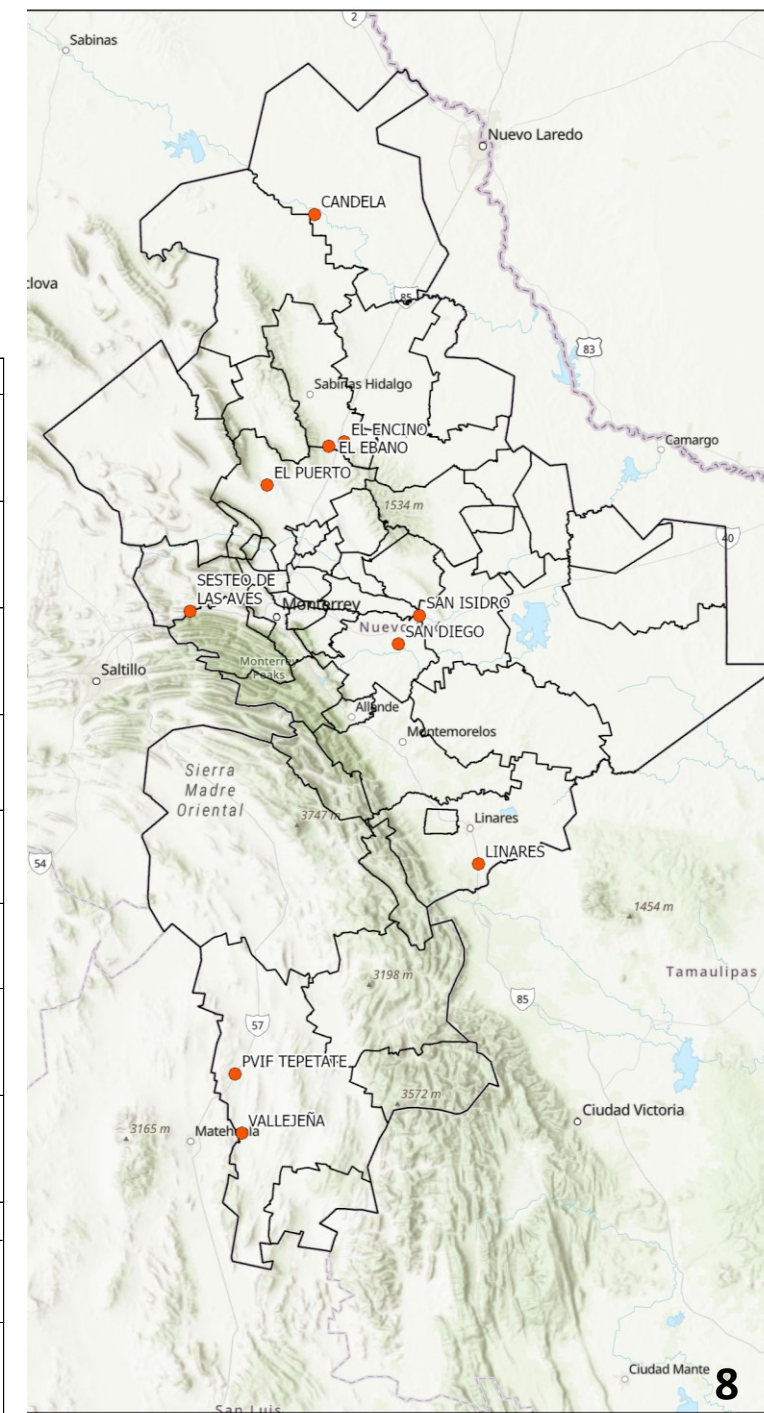 2
Sabinas
Nuevo Laredo
CANDELA
clova
85
83
Sabinas Hidalgo
EL ENCINO
EL EBANO
Camargo
EL PUERTO
1534 m
40
SESTEO DE
LAS AVES
Monterrey
SAN ISIDRO
SAN DIEGO
Monterrey
Peaks
Saltillo
Allende
Montemorelos
Sierra
Madre
Oriental
3747 m
Linares
LINARES
54
1454 m
3198 m
Tamaulipas
85
57
PVIF TEPETATE
3572 m
Ciudad Victoria
VALLEJEÑA
3165 m
Matehuala
Ciudad Mante
8
San Luis